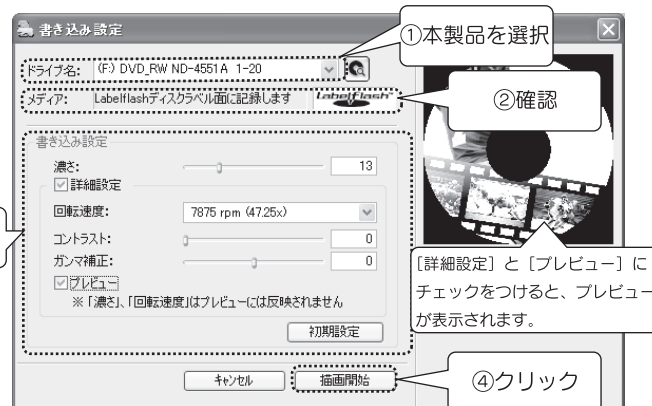 書き込み設定
①本製品を選択
ドライブ名: (F:) DVD_RW ND-4551A 1-20
メディア: Labelflashディスクラベル面に記録します Labelflash
②確認
書き込み設定
濃さ: 13
詳細設定
回転速度: 7875 rpm (47.25x)
コントラスト: 0
ガンマ補正: 0
プレビュー
※「濃さ」、「回転速度」はプレビューには反映されません
初期設定
[詳細設定] と [プレビュー] に
チェックをつけると、プレビュー
が表示されます。
キャンセル 描画開始
④クリック